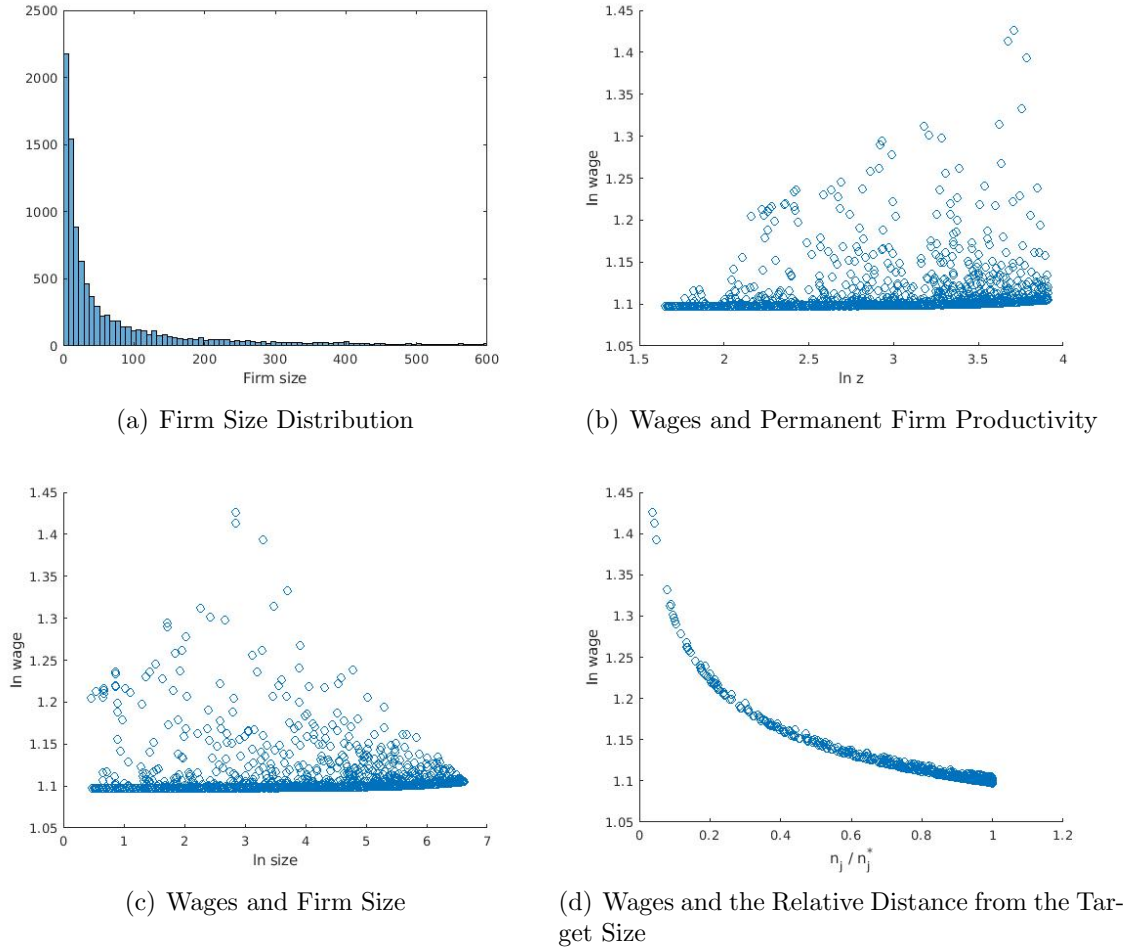 2500
2000
1500
1000
500
0
0 100 200 300 400 500 600
Firm size
(a) Firm Size Distribution
1.45
1.4
1.35
1.3
1.25
1.2
1.15
1.1
1.05
ln wage
1.5 2 2.5 3 3.5 4
ln z
(b) Wages and Permanent Firm Productivity
1.45
1.4
1.35
1.3
1.25
1.2
1.15
1.1
1.05
ln wage
0 1 2 3 4 5 6 7
ln size
(c) Wages and Firm Size
1.45
1.4
1.35
1.3
1.25
1.2
1.15
1.1
1.05
ln wage
0 0.2 0.4 0.6 0.8 1 1.2
n_j / n_j^*
(d) Wages and the Relative Distance from the Tar-
get Size